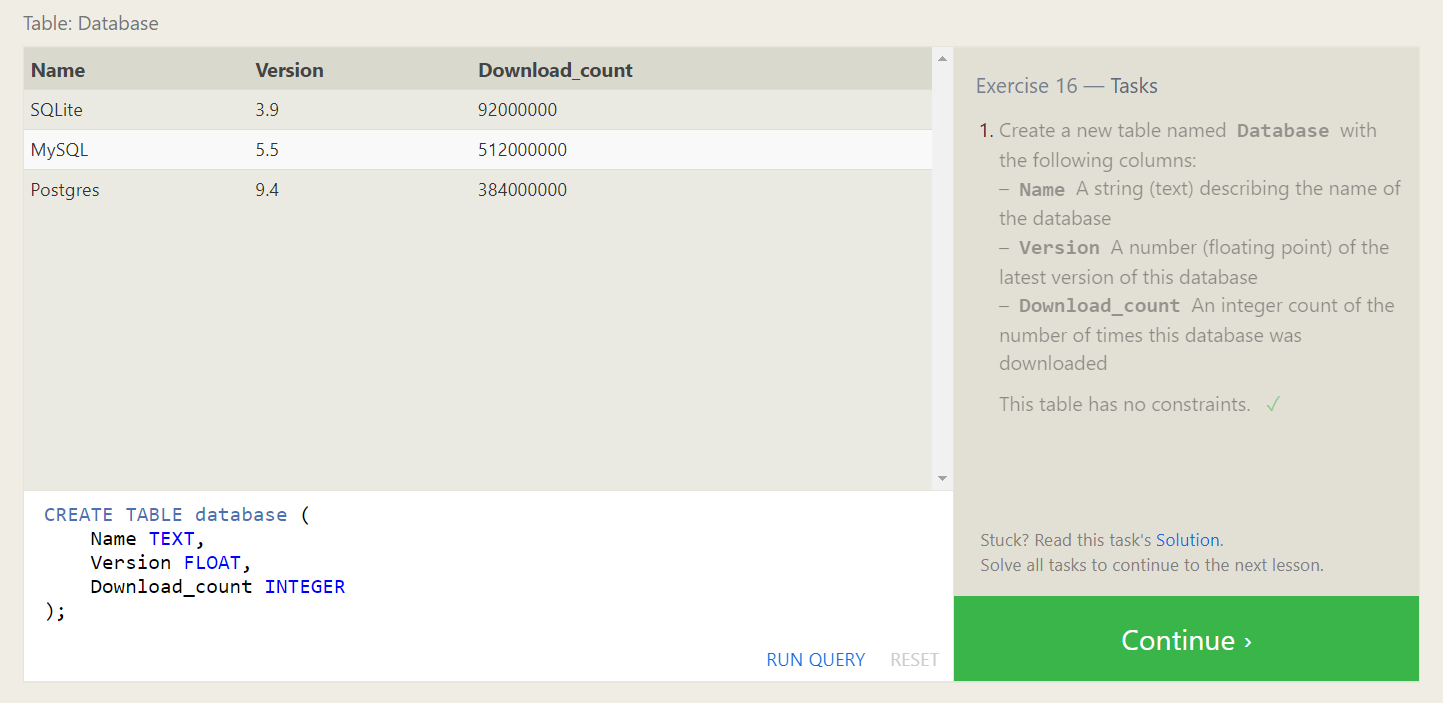 Table: Database
Name Version Download_count
SQLite 3.9 92000000
MySQL 5.5 512000000
Postgres 9.4 384000000
CREATE TABLE database (
    Name TEXT,
    Version FLOAT,
    Download_count INTEGER
);
RUN QUERY RESET
Exercise 16 — Tasks
1. Create a new table named Database with
the following columns:
– Name A string (text) describing the name of
the database
– Version A number (floating point) of the
latest version of this database
– Download_count An integer count of the
number of times this database was
downloaded
This table has no constraints. ✓
Stuck? Read this task's Solution.
Solve all tasks to continue to the next lesson.
Continue ›